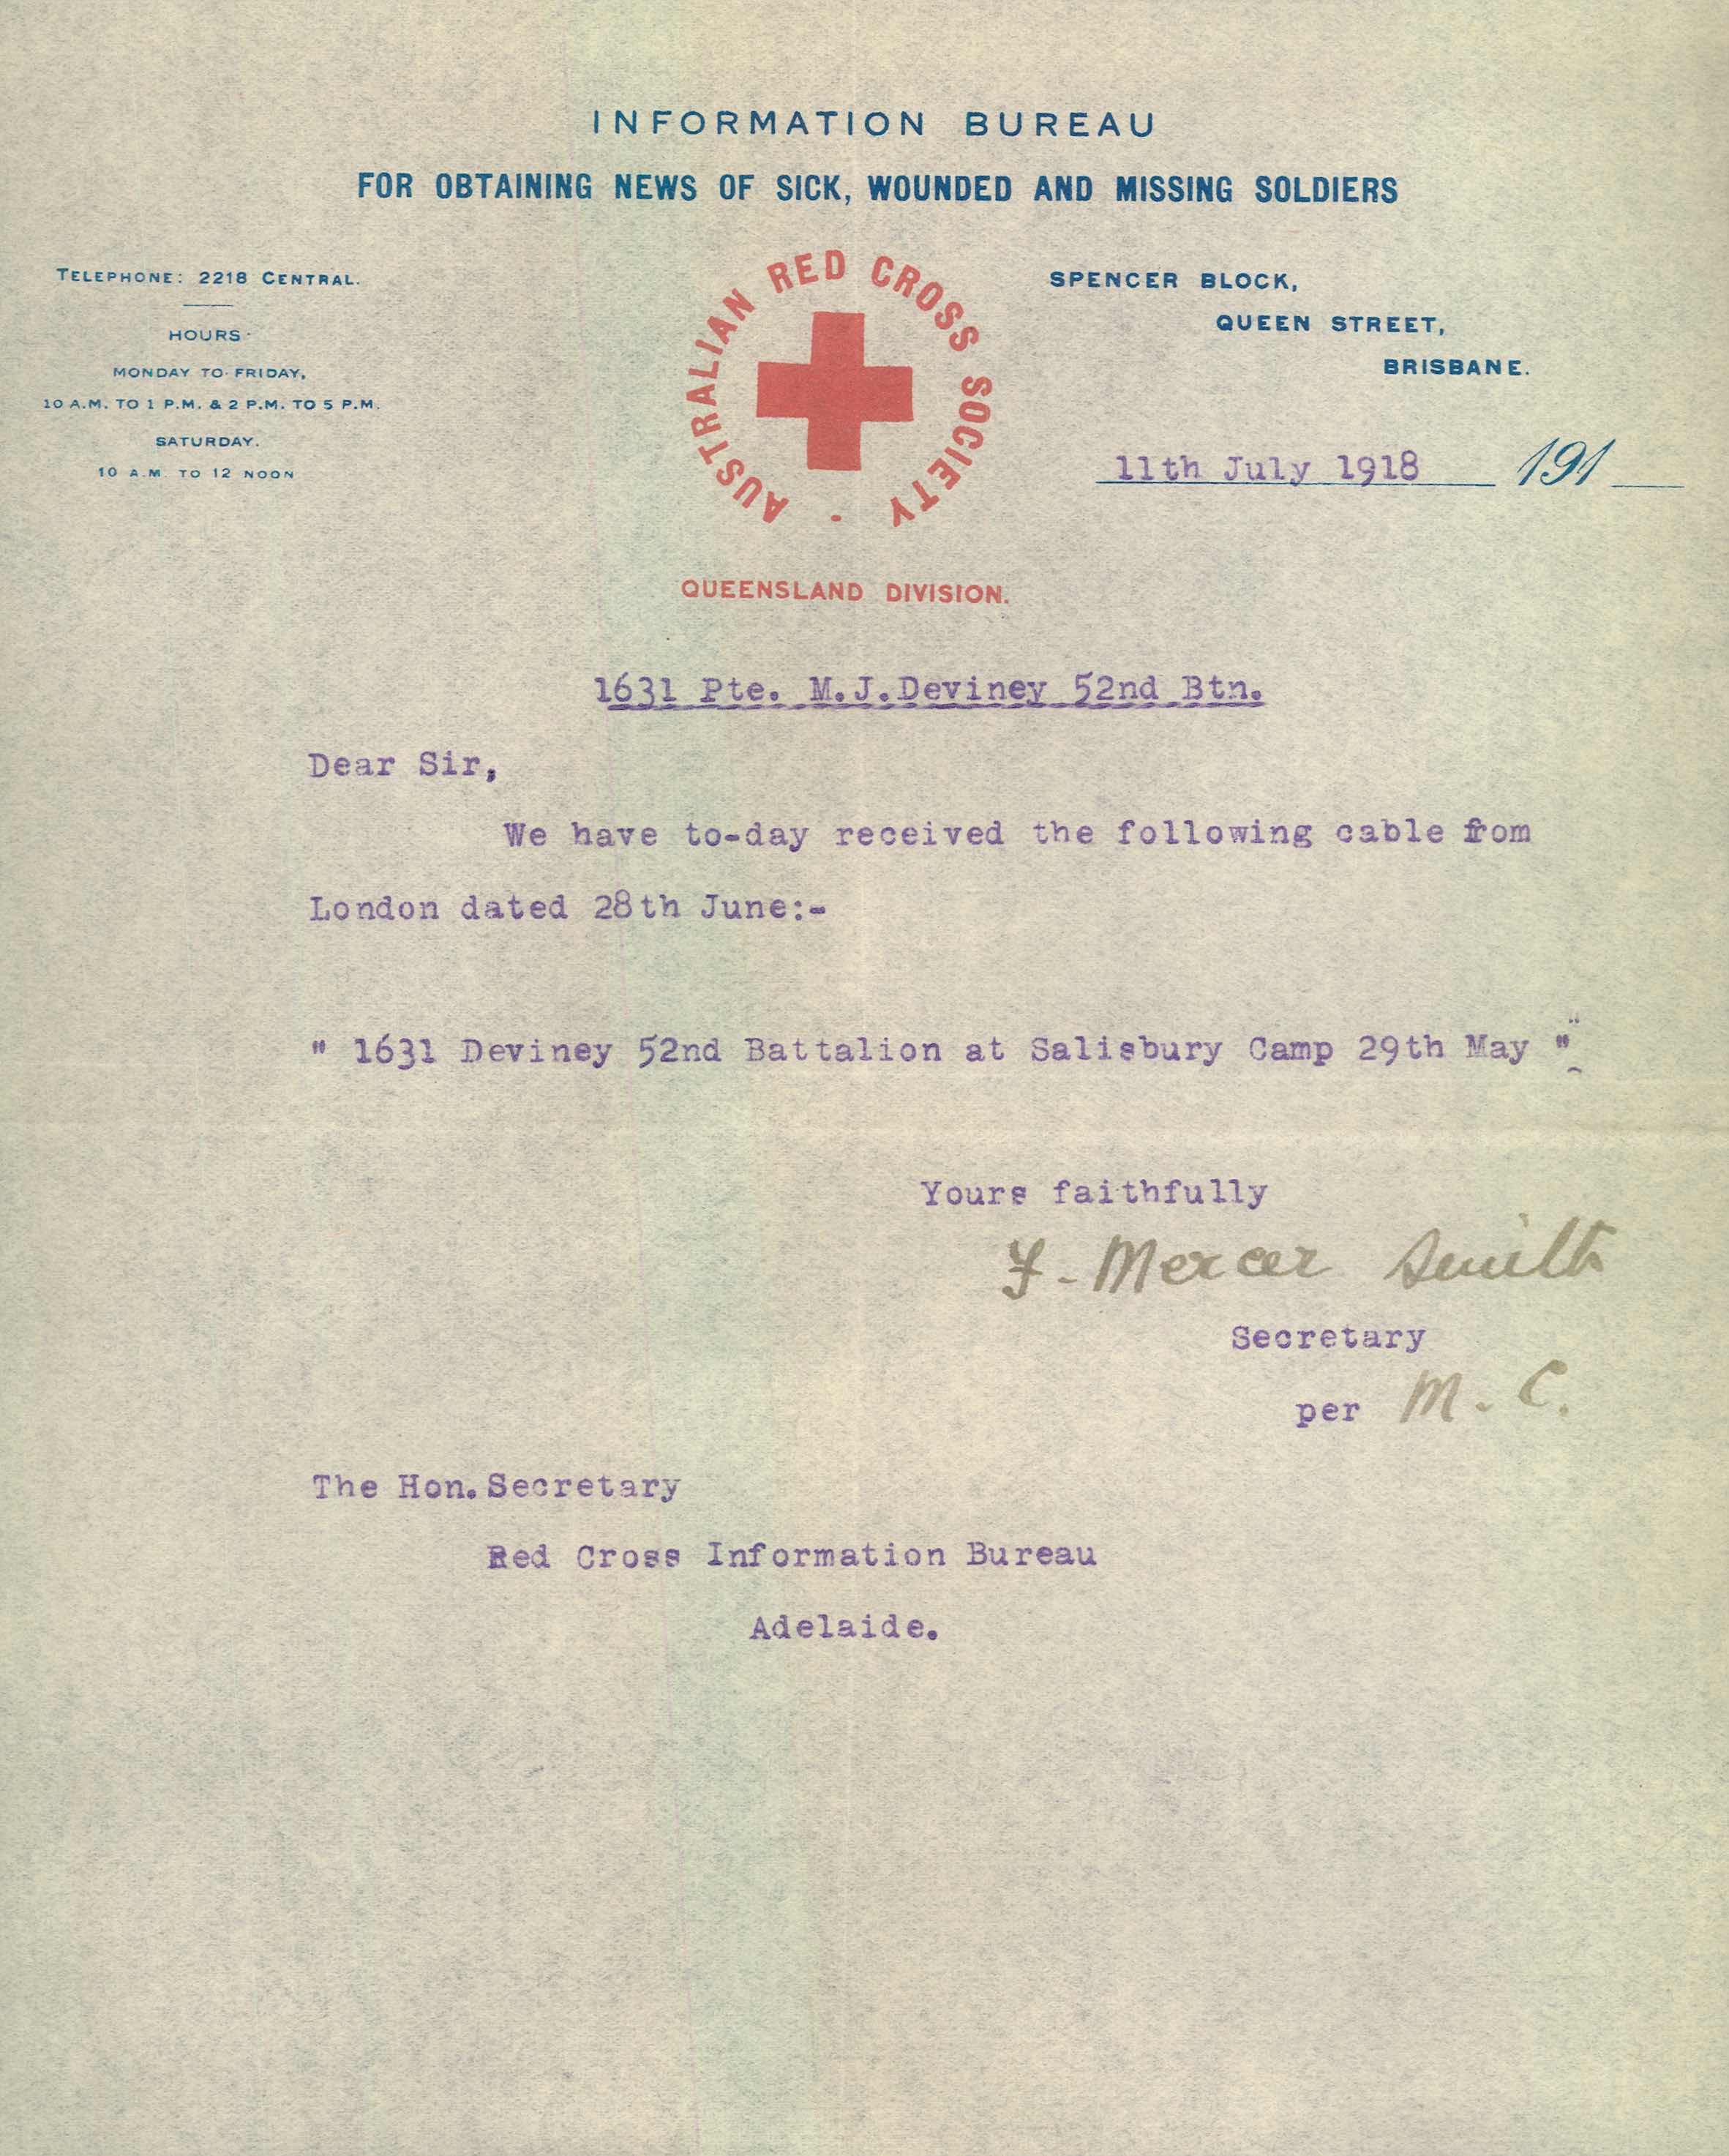 INFORMATION BUREAU
FOR OBTAINING NEWS OF SICK, WOUNDED AND MISSING SOLDIERS
TELEPHONE: 2218 CENTRAL.
HOURS
MONDAY TO FRIDAY,
10 A.M. TO 1 P.M. & 2 P.M. TO 5 P.M.
SATURDAY.
10 A.M. TO 12 NOON
AUSTRALIAN RED CROSS SOCIETY
QUEENSLAND DIVISION.
SPENCER BLOCK,
QUEEN STREET,
BRISBANE.
11th July 1918 191
1631 Pte. M.J.Deviney 52nd Btn.
Dear Sir,
We have to-day received the following cable from
London dated 28th June:-
" 1631 Deviney 52nd Battalion at Salisbury Camp 29th May "
Yours faithfully
F. Mercer Smith
Secretary
per M. C.
The Hon. Secretary
Red Cross Information Bureau
Adelaide.